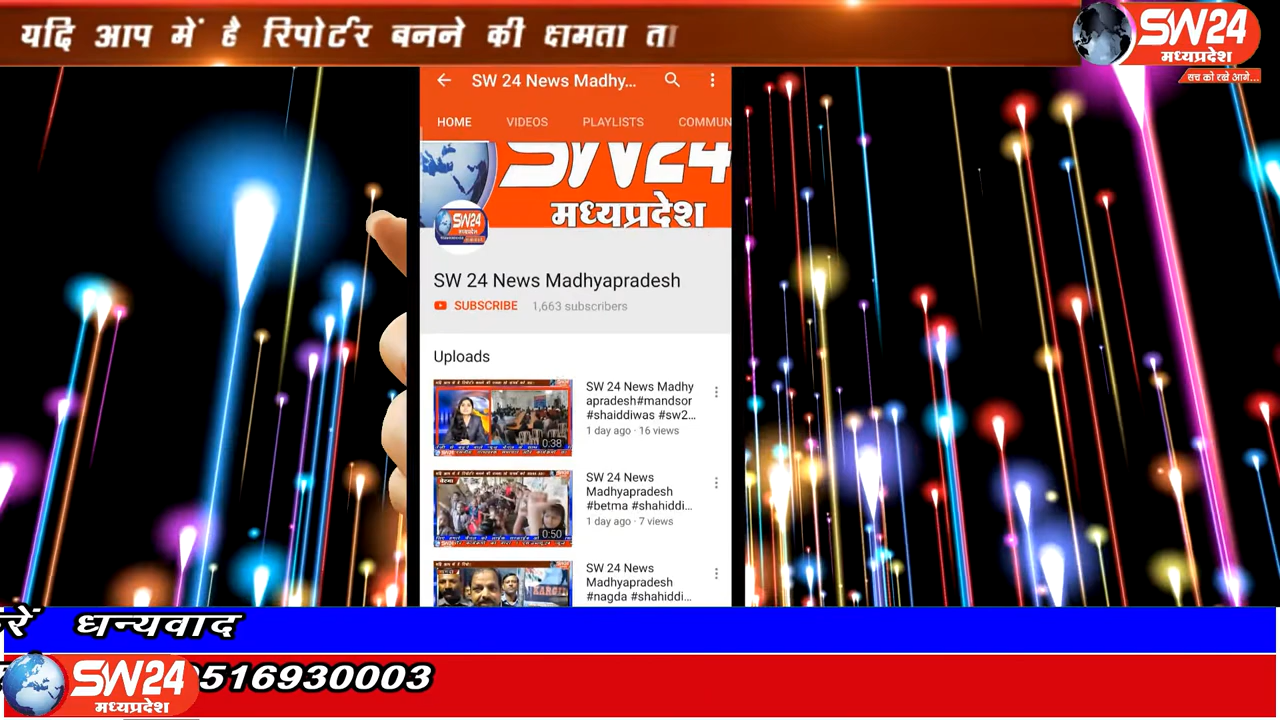 यदि आप में है रिपोर्टर बनने की क्षमता ता
SW24
मध्यप्रदेश
सच को रखे आगे...
SW 24 News Madhy...
HOME VIDEOS PLAYLISTS COMMUN
SW24
मध्यप्रदेश
SW24
SW 24 News Madhyapradesh
SUBSCRIBE 1,663 subscribers
Uploads
SW 24 News Madhy
apradesh#mandsor
#shaiddiwas #sw2...
1 day ago · 16 views
0:38
SW 24 News
Madhyapradesh
#betma #shahiddi...
1 day ago · 7 views
0:50
SW 24 News
Madhyapradesh
#nagda #shahiddi...
KARGIL
रें धन्यवाद
SW24
मध्यप्रदेश
516930003